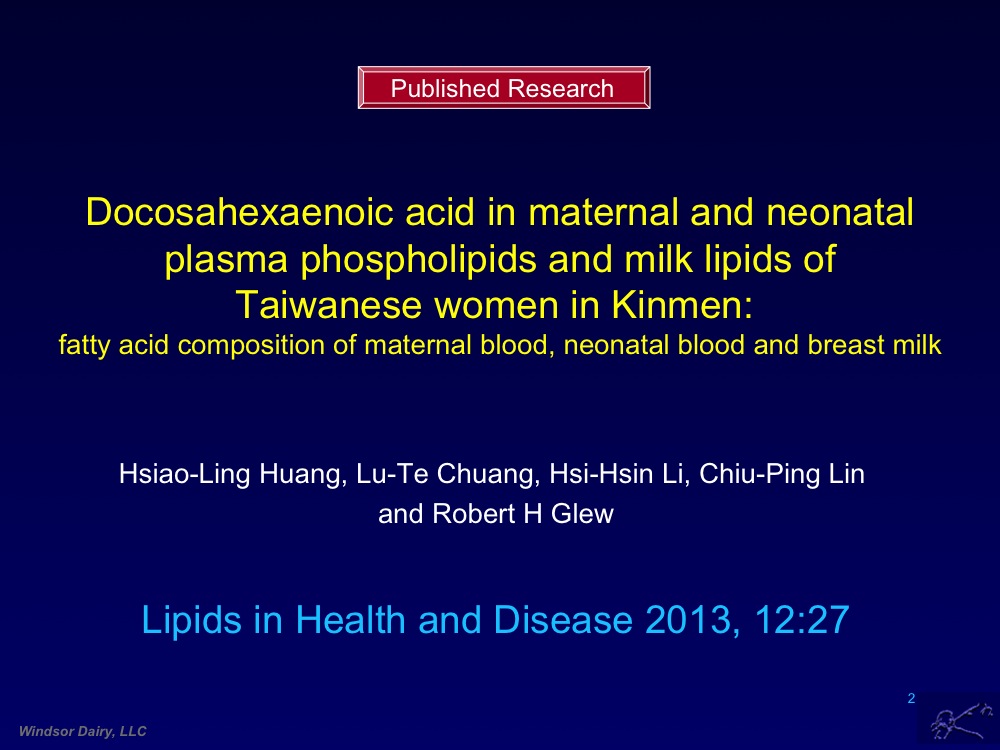 Published Research
Docosahexaenoic acid in maternal and neonatal
plasma phospholipids and milk lipids of
Taiwanese women in Kinmen:
fatty acid composition of maternal blood, neonatal blood and breast milk
Hsiao-Ling Huang, Lu-Te Chuang, Hsi-Hsin Li, Chiu-Ping Lin
and Robert H Glew
Lipids in Health and Disease 2013, 12:27
2
Windsor Dairy, LLC